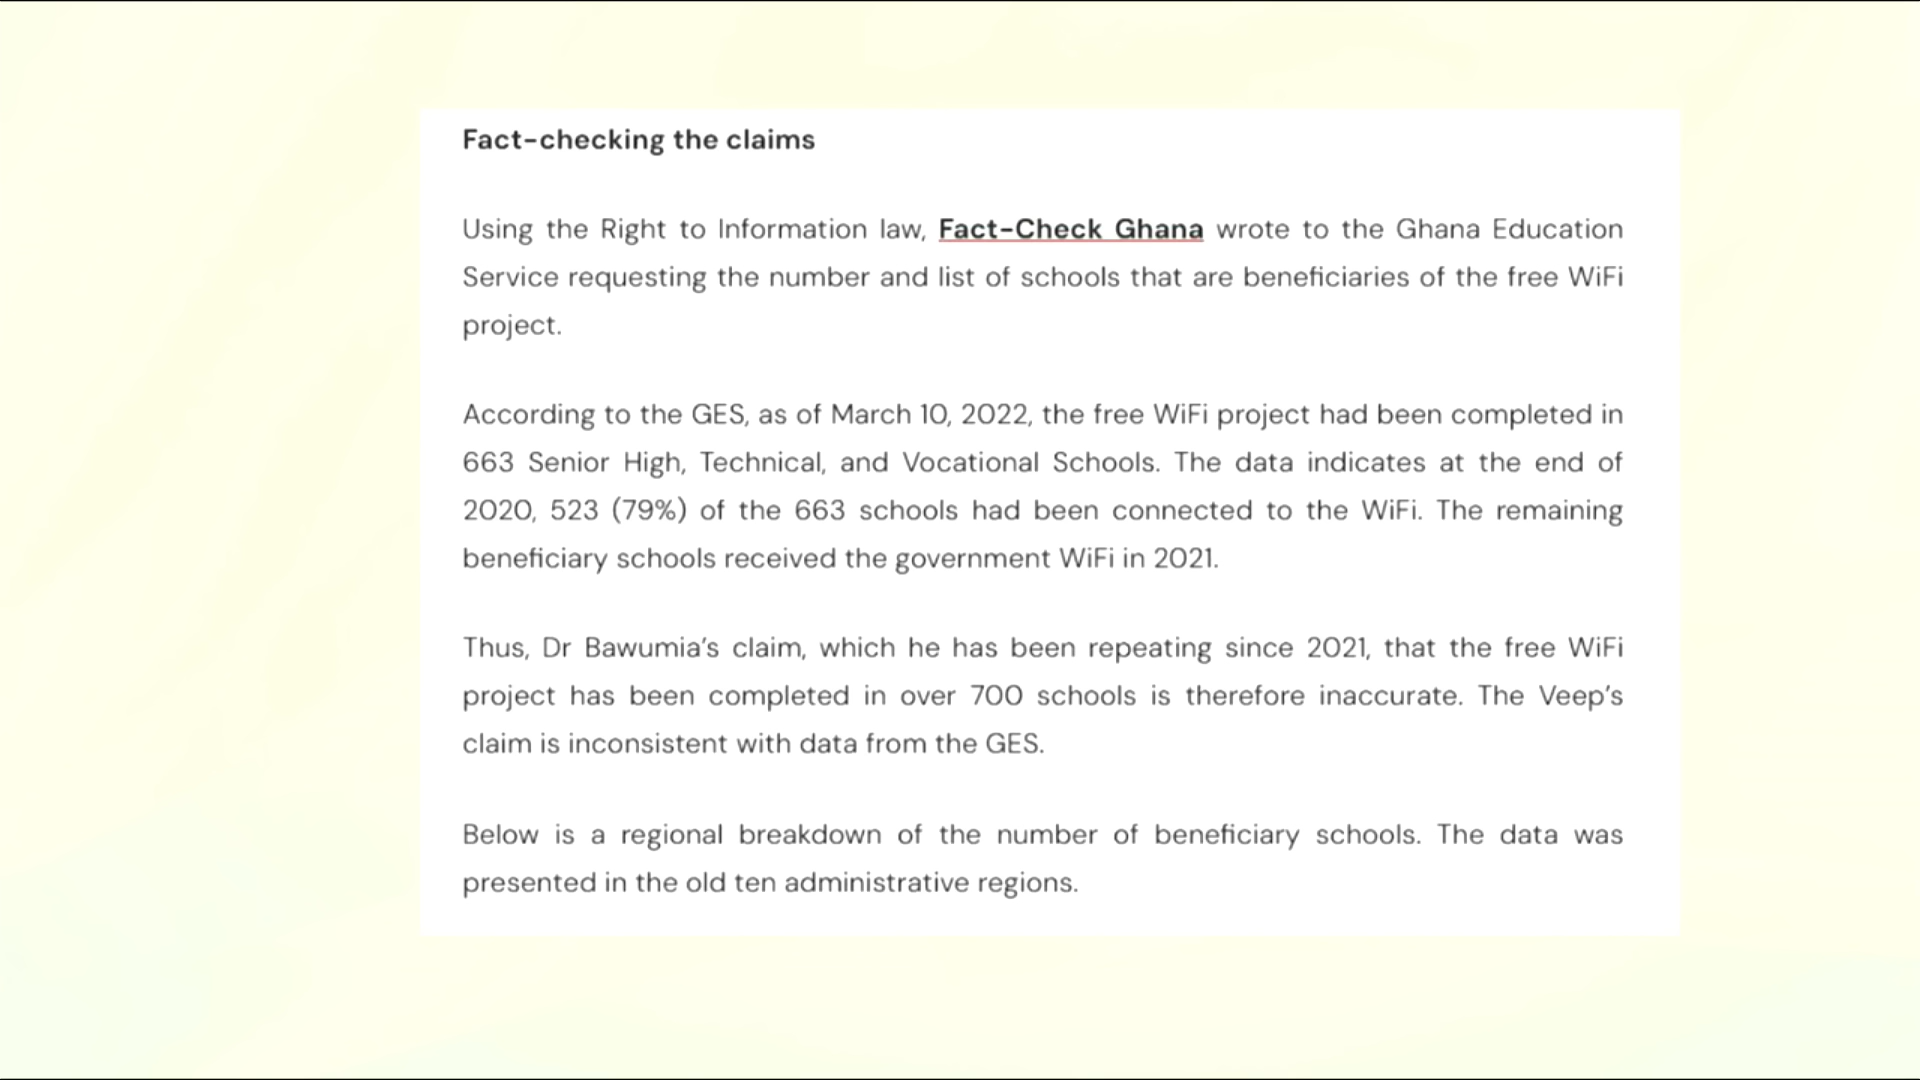 Fact-checking the claims
Using the Right to Information law, Fact-Check Ghana wrote to the Ghana Education
Service requesting the number and list of schools that are beneficiaries of the free WiFi
project.
According to the GES, as of March 10, 2022, the free WiFi project had been completed in
663 Senior High, Technical, and Vocational Schools. The data indicates at the end of
2020, 523 (79%) of the 663 schools had been connected to the WiFi. The remaining
beneficiary schools received the government WiFi in 2021.
Thus, Dr Bawumia’s claim, which he has been repeating since 2021, that the free WiFi
project has been completed in over 700 schools is therefore inaccurate. The Veep’s
claim is inconsistent with data from the GES.
Below is a regional breakdown of the number of beneficiary schools. The data was
presented in the old ten administrative regions.